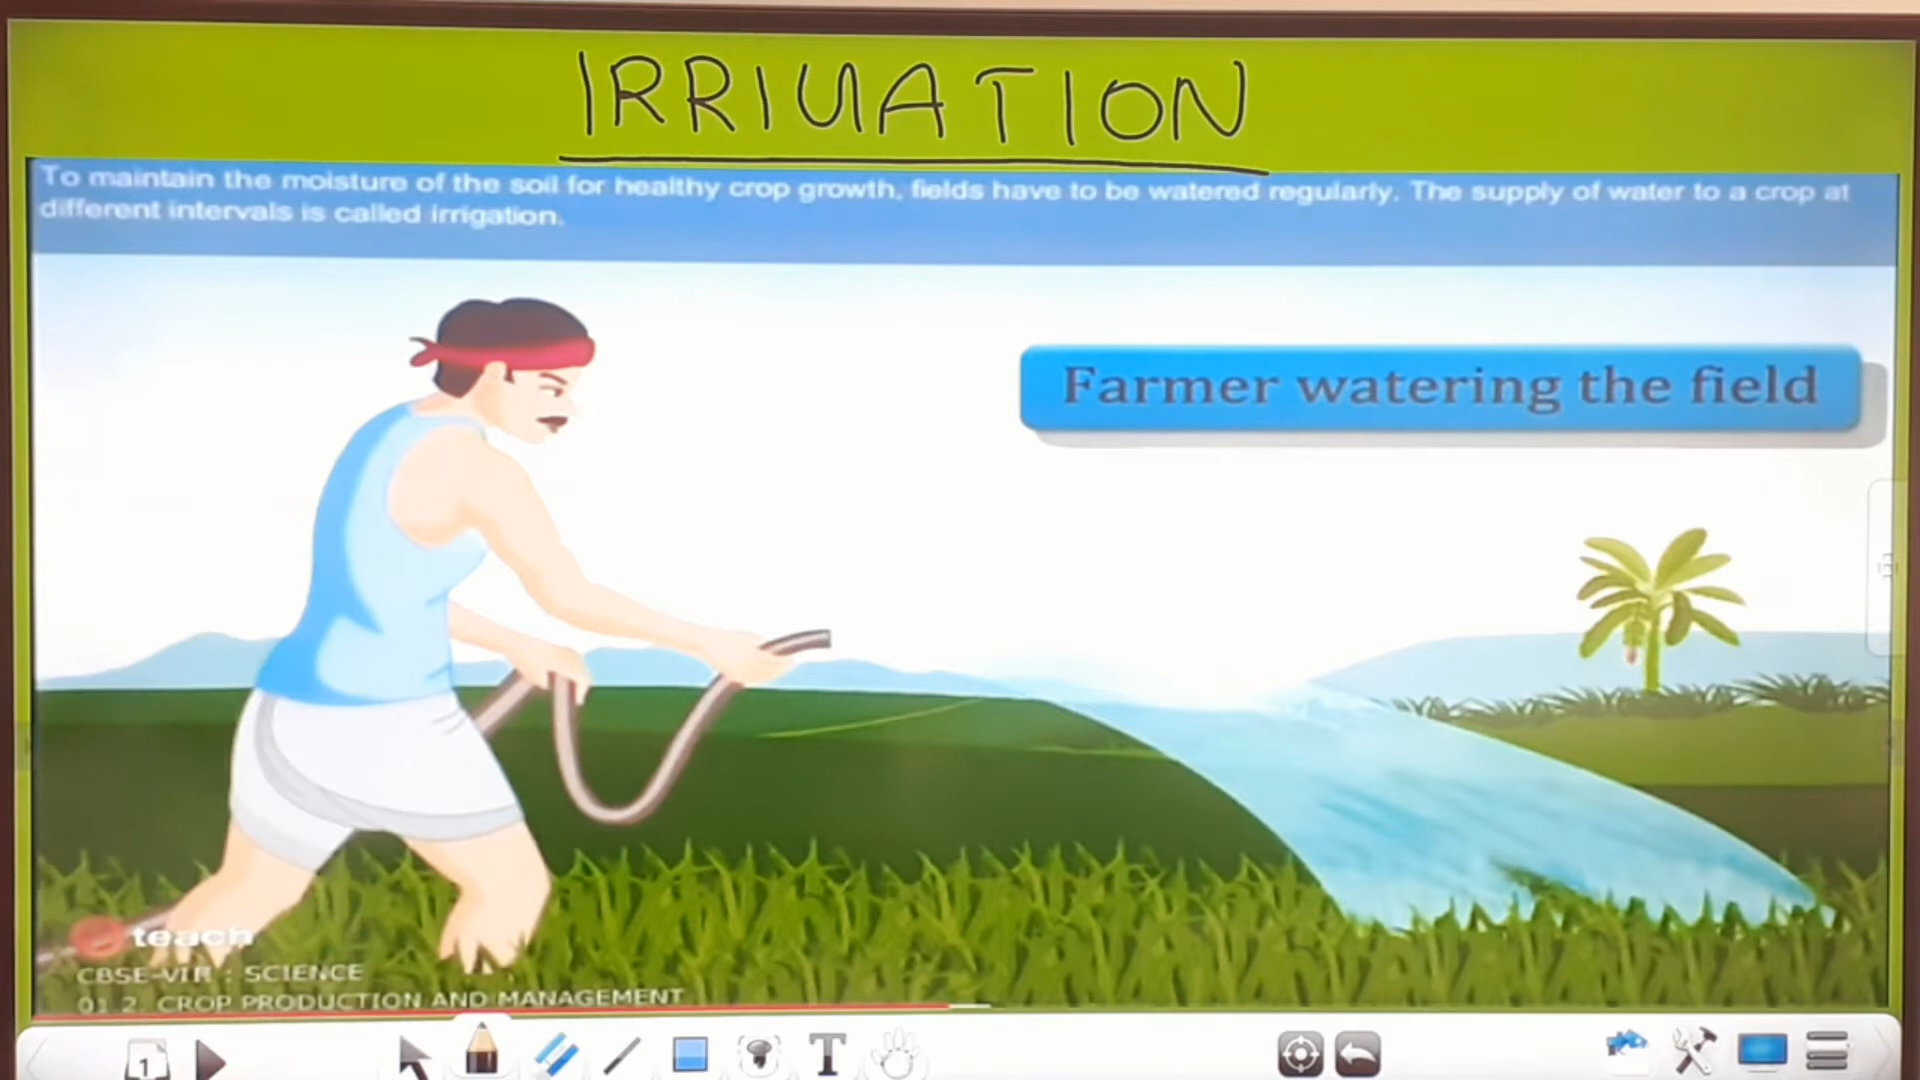 IRRIUATION
To maintain the moisture of the soil for healthy crop growth, fields have to be watered regularly. The supply of water to a crop at
different intervals is called irrigation.
Farmer watering the field
teach
CBSE-VIII : SCIENCE
01.2. CROP PRODUCTION AND MANAGEMENT
1
T